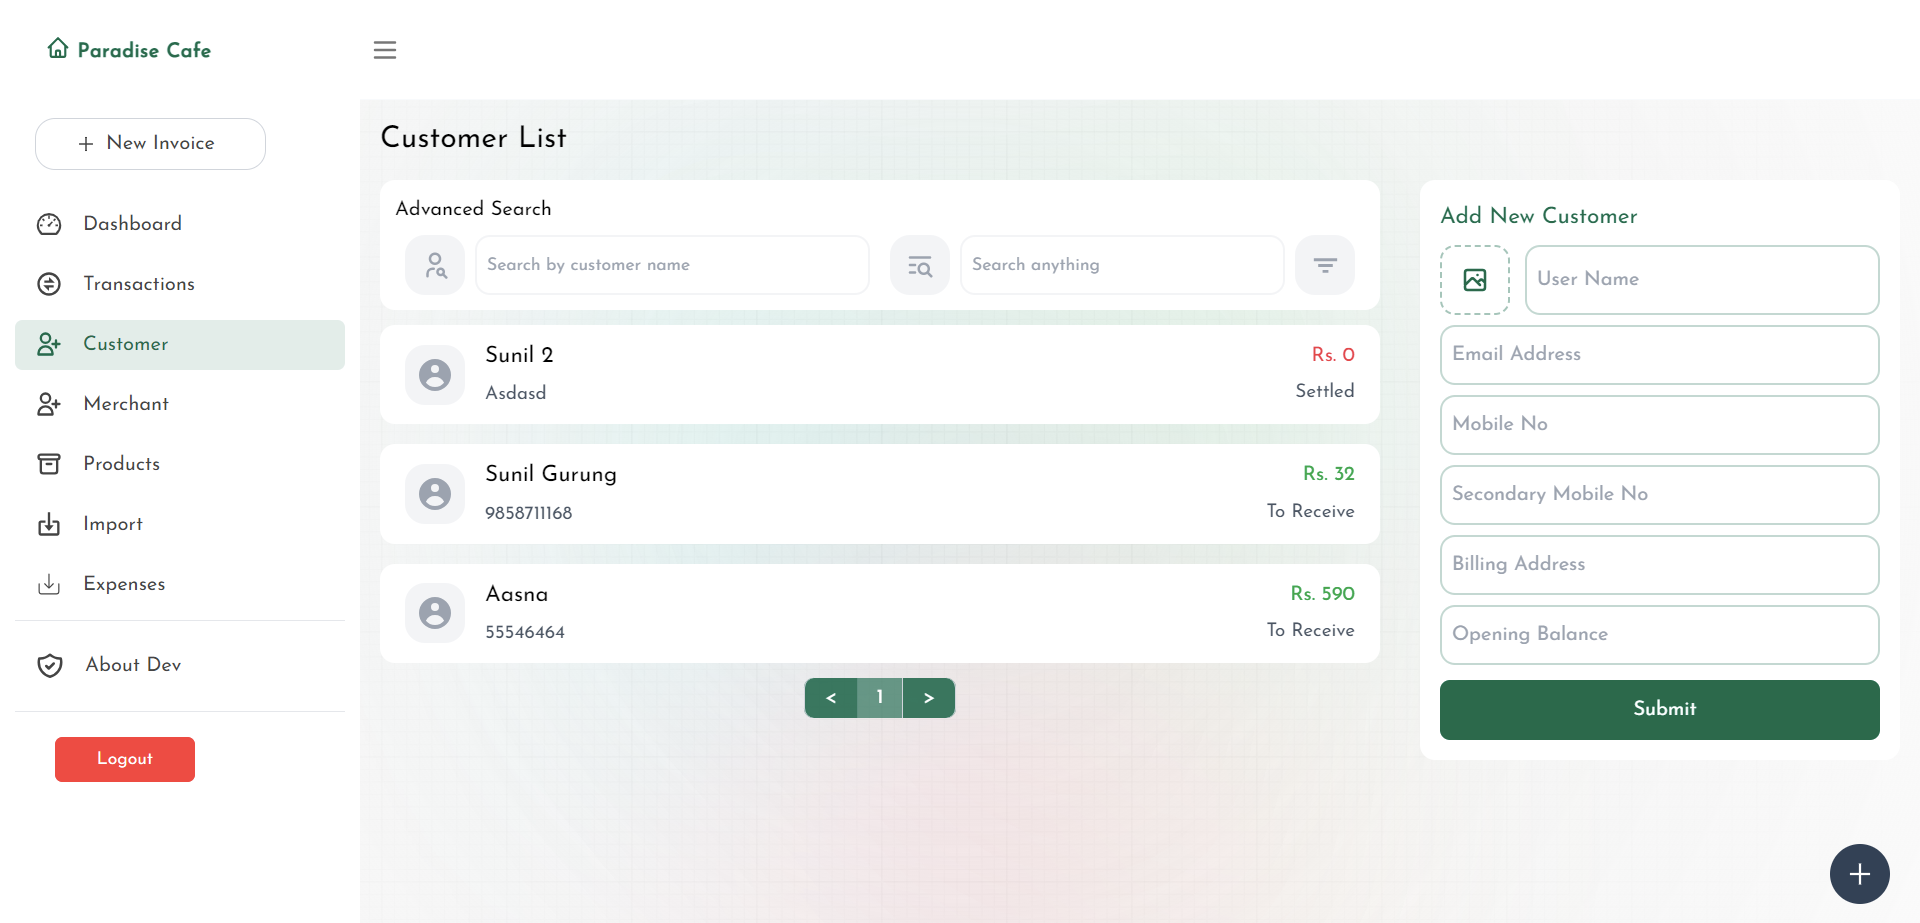 Paradise Cafe
+ New Invoice
Dashboard
Transactions
Customer
Merchant
Products
Import
Expenses
About Dev
Logout
Customer List
Advanced Search
Search by customer name
Search anything
Sunil 2
Rs. 0
Asdasd
Settled
Sunil Gurung
Rs. 32
9858711168
To Receive
Aasna
Rs. 590
55546464
To Receive
< 1 >
Add New Customer
User Name
Email Address
Mobile No
Secondary Mobile No
Billing Address
Opening Balance
Submit
+